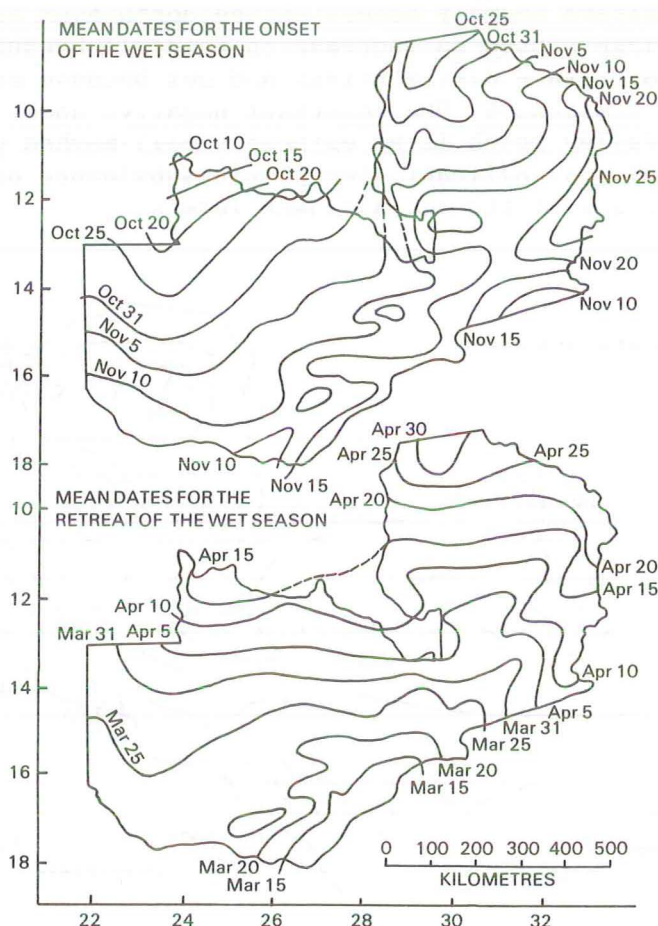 MEAN DATES FOR THE ONSET
OF THE WET SEASON
Oct 25
Oct 31
Nov 5
Nov 10
Nov 15
Nov 20
10
Oct 10
Oct 15
Oct 20
12
Nov 25
Oct 25
Oct 20
14
Oct 31
Nov 20
Nov 10
Nov 5
Nov 15
16
Nov 10
Nov 10
Nov 15
18
Apr 30
Apr 25
Apr 25
Apr 20
MEAN DATES FOR THE
RETREAT OF THE WET SEASON
10
Apr 15
Apr 20
Apr 15
12
Apr 10
Mar 31
Apr 5
Apr 10
Apr 5
Mar 31
14
Mar 25
Mar 25
Mar 20
Mar 15
16
0 100 200 300 400 500
KILOMETRES
Mar 20
Mar 15
18
22 24 26 28 30 32